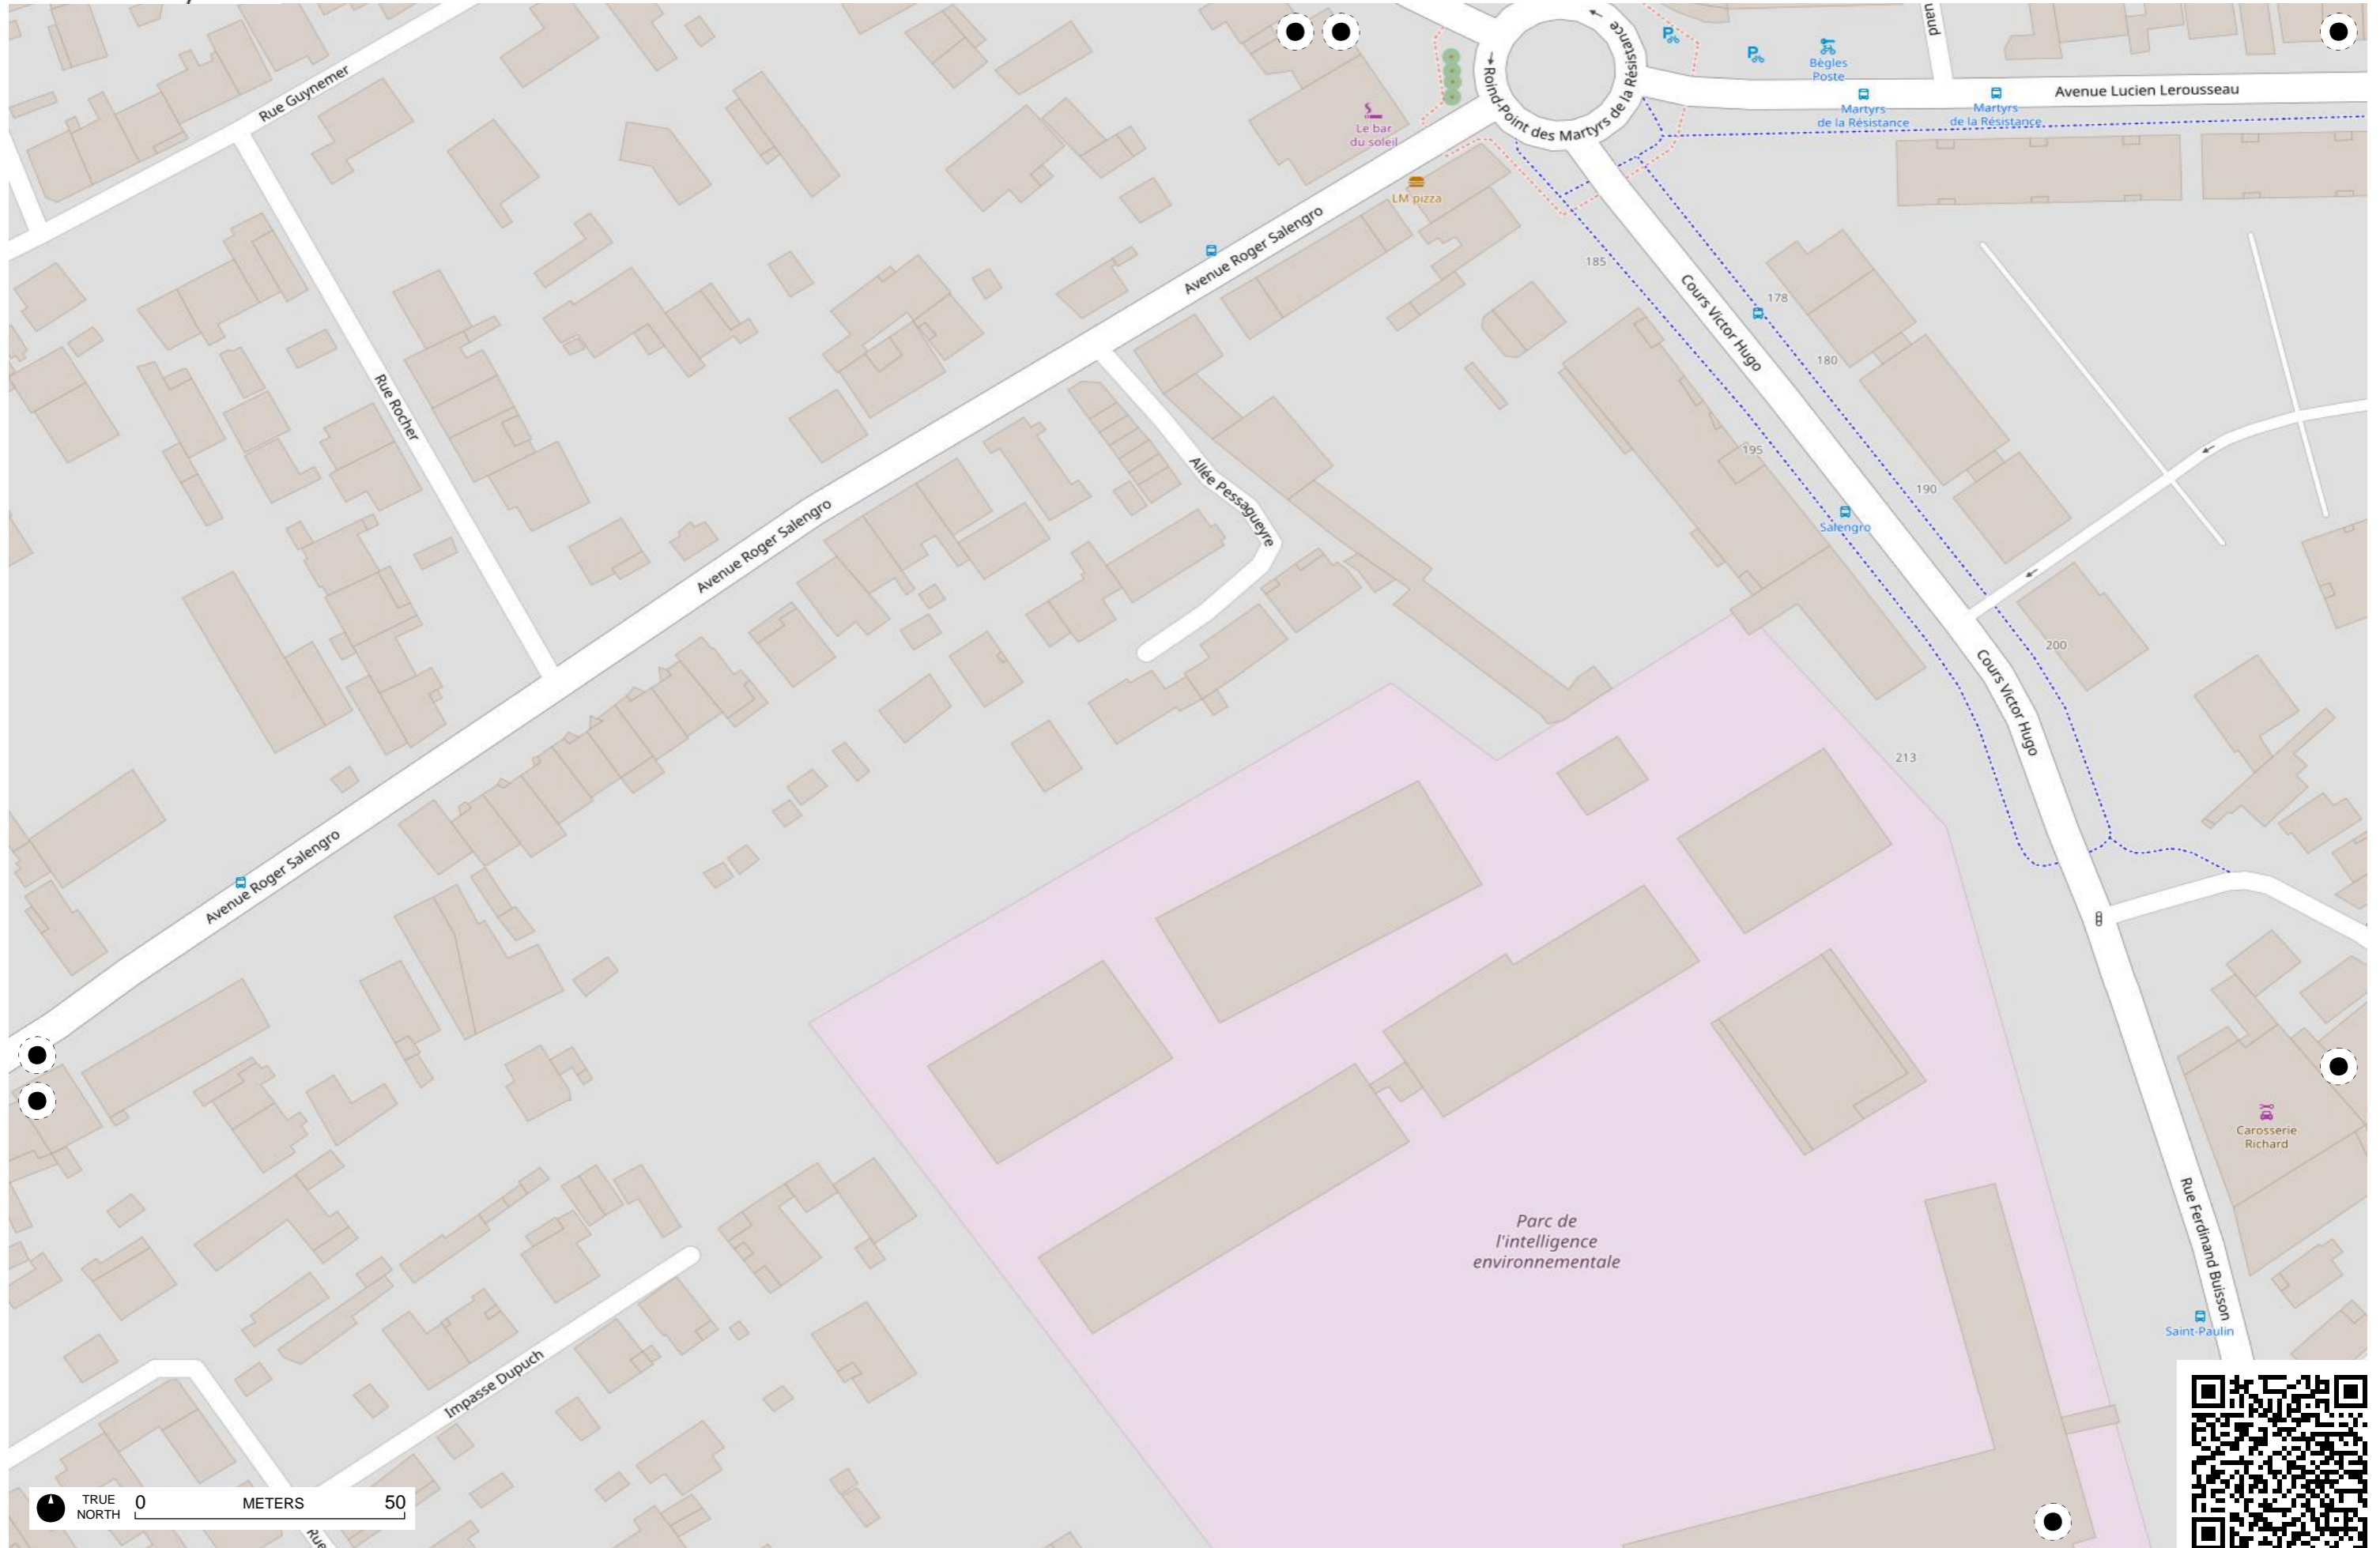 Rue Guynemer
Rond-Point des Martyrs de la Résistance
Résistance
Bègles
Poste
Avenue Lucien Lerousseau
Martyrs
de la Résistance
Martyrs
de la Résistance
Le bar
du soleil
LM pizza
Avenue Roger Salengro
185
178
Cours Victor Hugo
180
Rue Rocher
195
Allée Pessagueyre
190
Salengro
Avenue Roger Salengro
200
Cours Victor Hugo
213
Avenue Roger Salengro
Carosserie
Richard
Parc de
l'intelligence
environnementale
Rue Ferdinand Buisson
Saint-Paulin
Impasse Dupuch
TRUE
NORTH
0 METERS 50
Rue